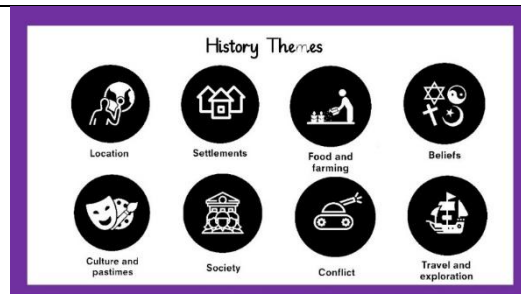 History Themes
Location
Settlements
Food and
farming
Beliefs
Culture and
pastimes
Society
Conflict
Travel and
exploration